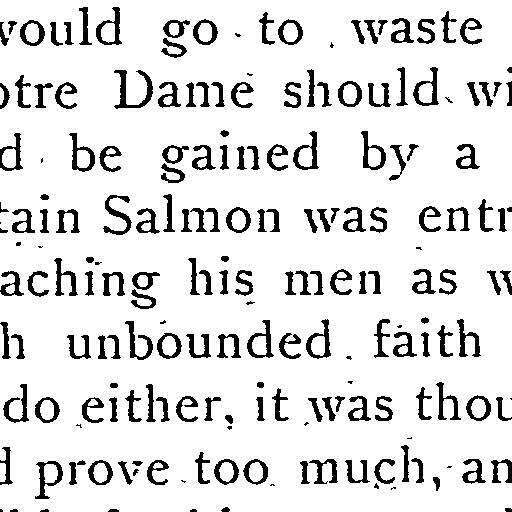 would go to waste
otre Dame should wi
d be gained by a
tain Salmon was entr
aching his men as w
h unbounded faith
do either, it was thou
d prove too much, an